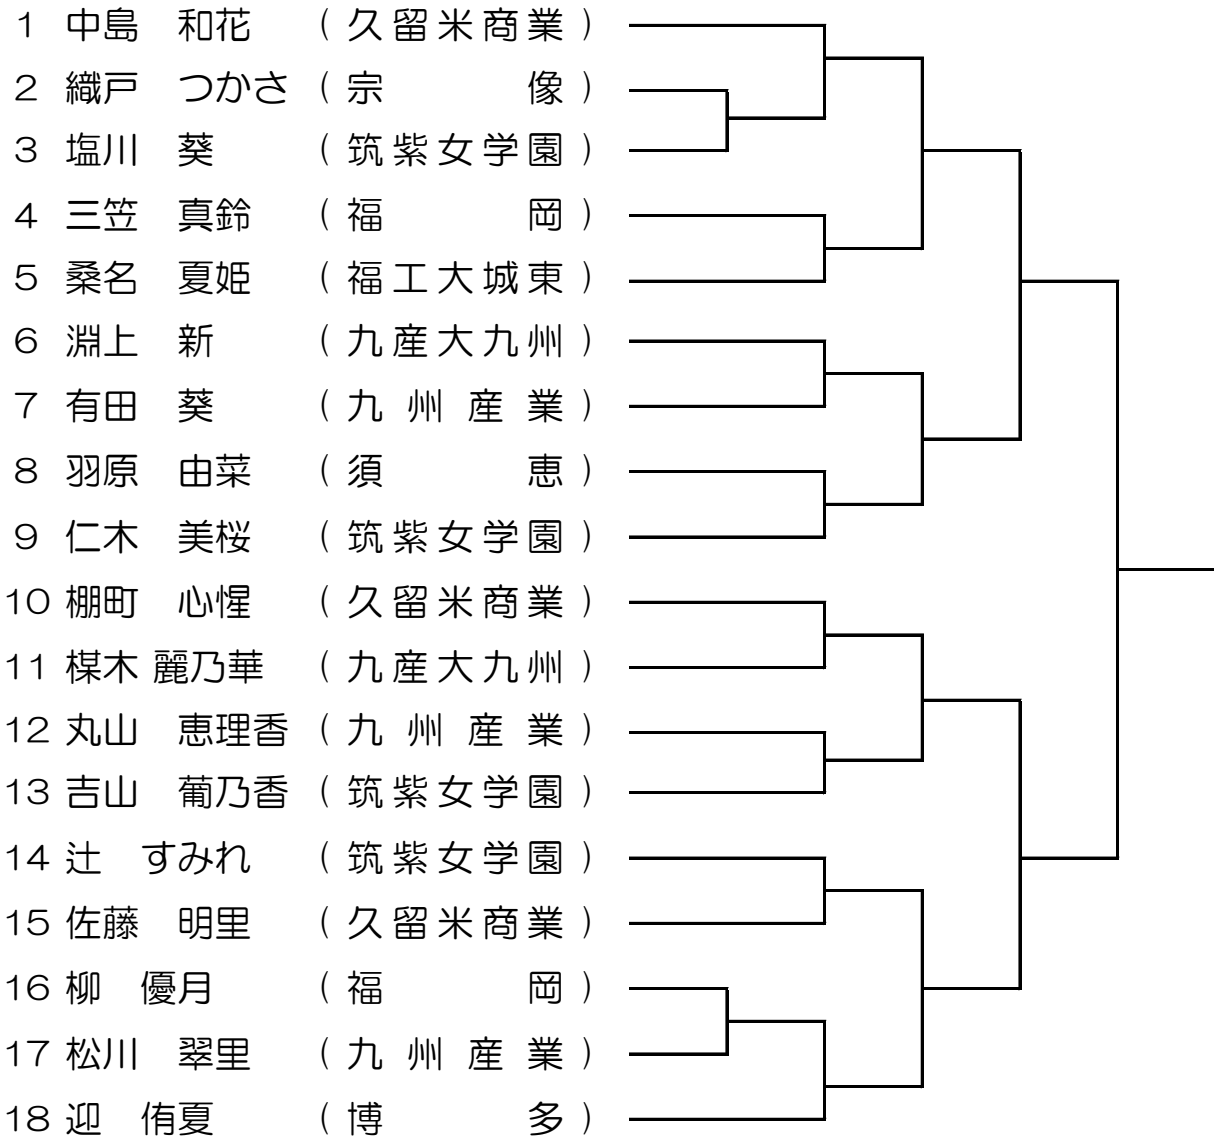 1 中島 和花 (久留米商業)
2 織戸 つかさ (宗像)
3 塩川 葵 (筑紫女学園)
4 三笠 真鈴 (福岡)
5 桑名 夏姫 (福工大城東)
6 淵上 新 (九産大九州)
7 有田 葵 (九州産業)
8 羽原 由菜 (須恵)
9 仁木 美桜 (筑紫女学園)
10 棚町 心惺 (久留米商業)
11 楳木 麗乃華 (九産大九州)
12 丸山 恵理香 (九州産業)
13 吉山 葡乃香 (筑紫女学園)
14 辻 すみれ (筑紫女学園)
15 佐藤 明里 (久留米商業)
16 柳 優月 (福岡)
17 松川 翠里 (九州産業)
18 迎 侑夏 (博多)